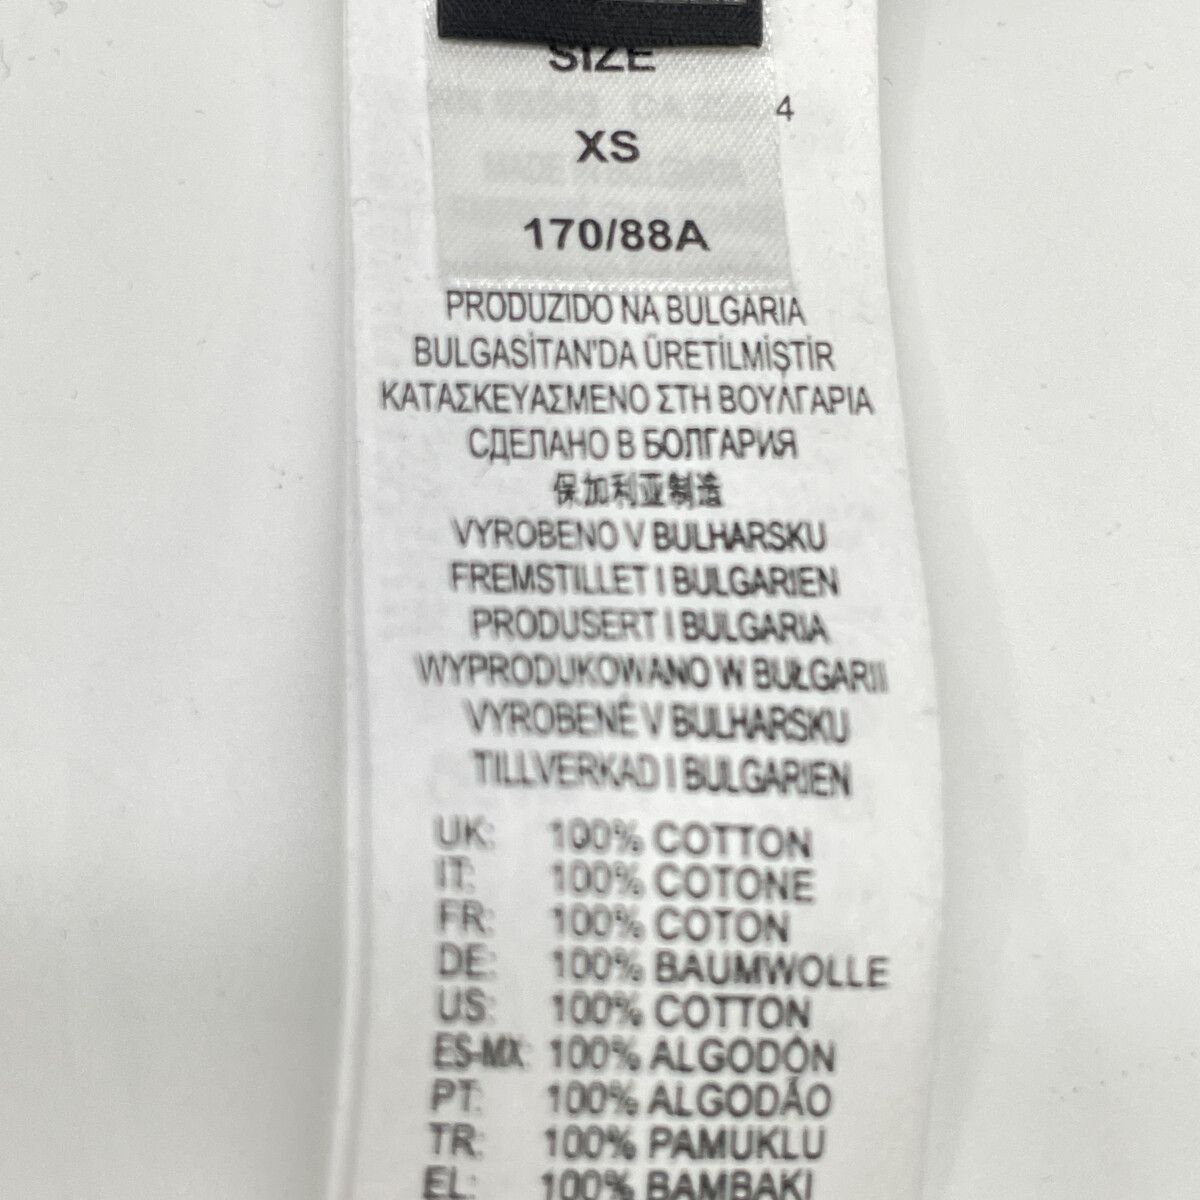 SIZE
4
XS
170/88A
PRODUZIDO NA BULGARIA
BULGASİTAN'DA ÜRETİLMİŞTİR
ΚΑΤΑΣΚΕΥΑΣΜΕΝΟ ΣΤΗ ΒΟΥΛΓΑΡΙΑ
СДЕЛАНО В БОЛГАРИЯ
保加利亚制造
VYROBENO V BULHARSKU
FREMSTILLET I BULGARIEN
PRODUSERT I BULGARIA
WYPRODUKOWANO W BUŁGARII
VYROBENÉ V BULHARSKU
TILLVERKAD I BULGARIEN
UK: 100% COTTON
IT: 100% COTONE
FR: 100% COTON
DE: 100% BAUMWOLLE
US: 100% COTTON
ES-MX: 100% ALGODÓN
PT: 100% ALGODÃO
TR: 100% PAMUKLU
EL: 100% ΒΑΜΒΑΚΙ